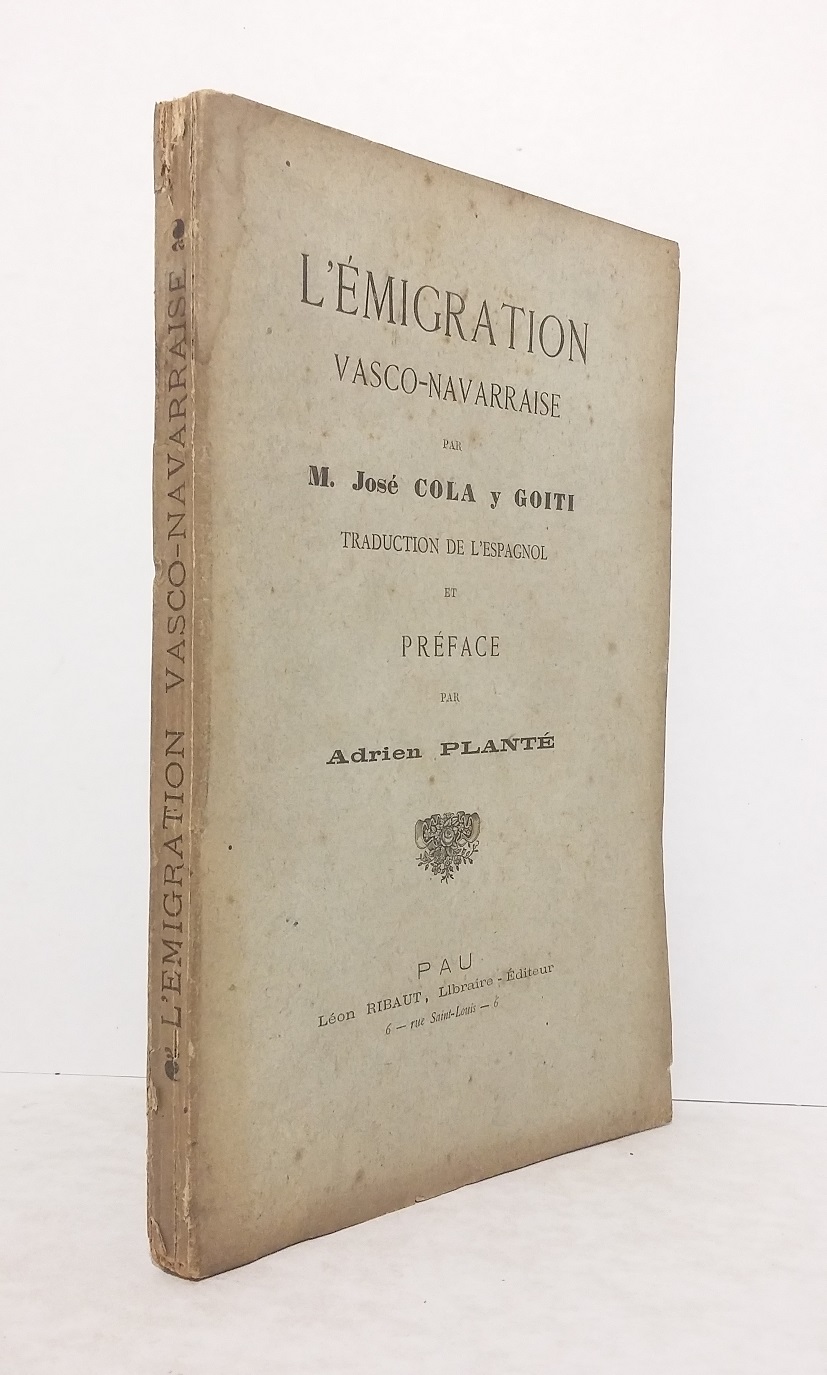 L'ÉMIGRATION VASCO-NAVARRAISE
L'ÉMIGRATION
VASCO-NAVARRAISE
PAR
M. José COLA y GOITI
TRADUCTION DE L'ESPAGNOL
ET
PRÉFACE
PAR
Adrien PLANTÉ
PAU
Léon RIBAUT, Libraire-Éditeur
6 — rue Saint-Louis — 6